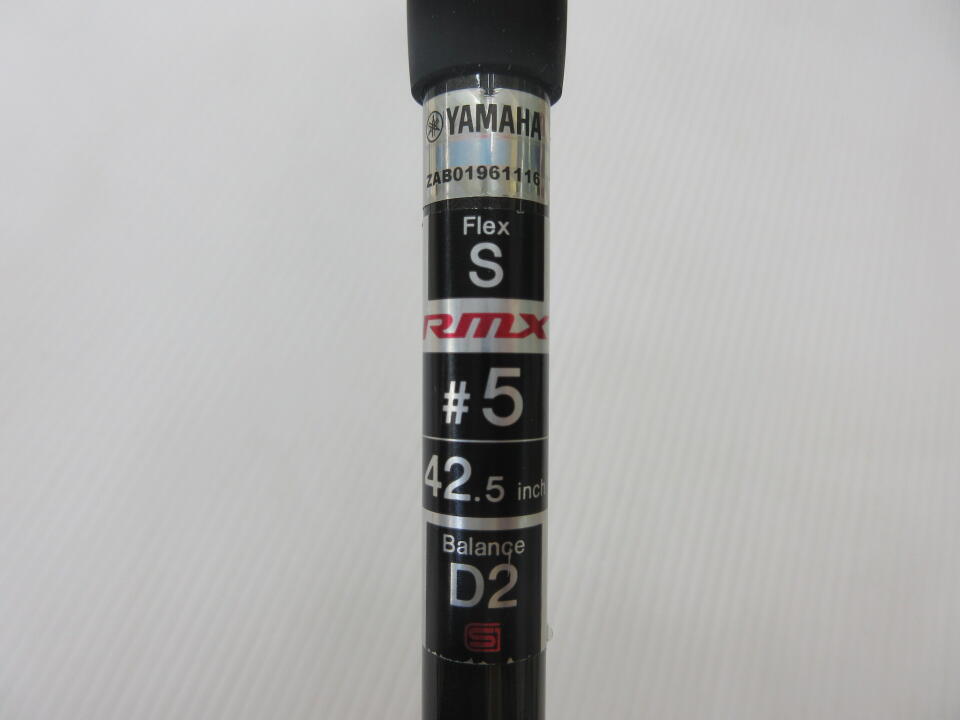 YAMAHA
ZAB01961116
Flex
S
RMX
#5
42.5 inch
Balance
D2
S